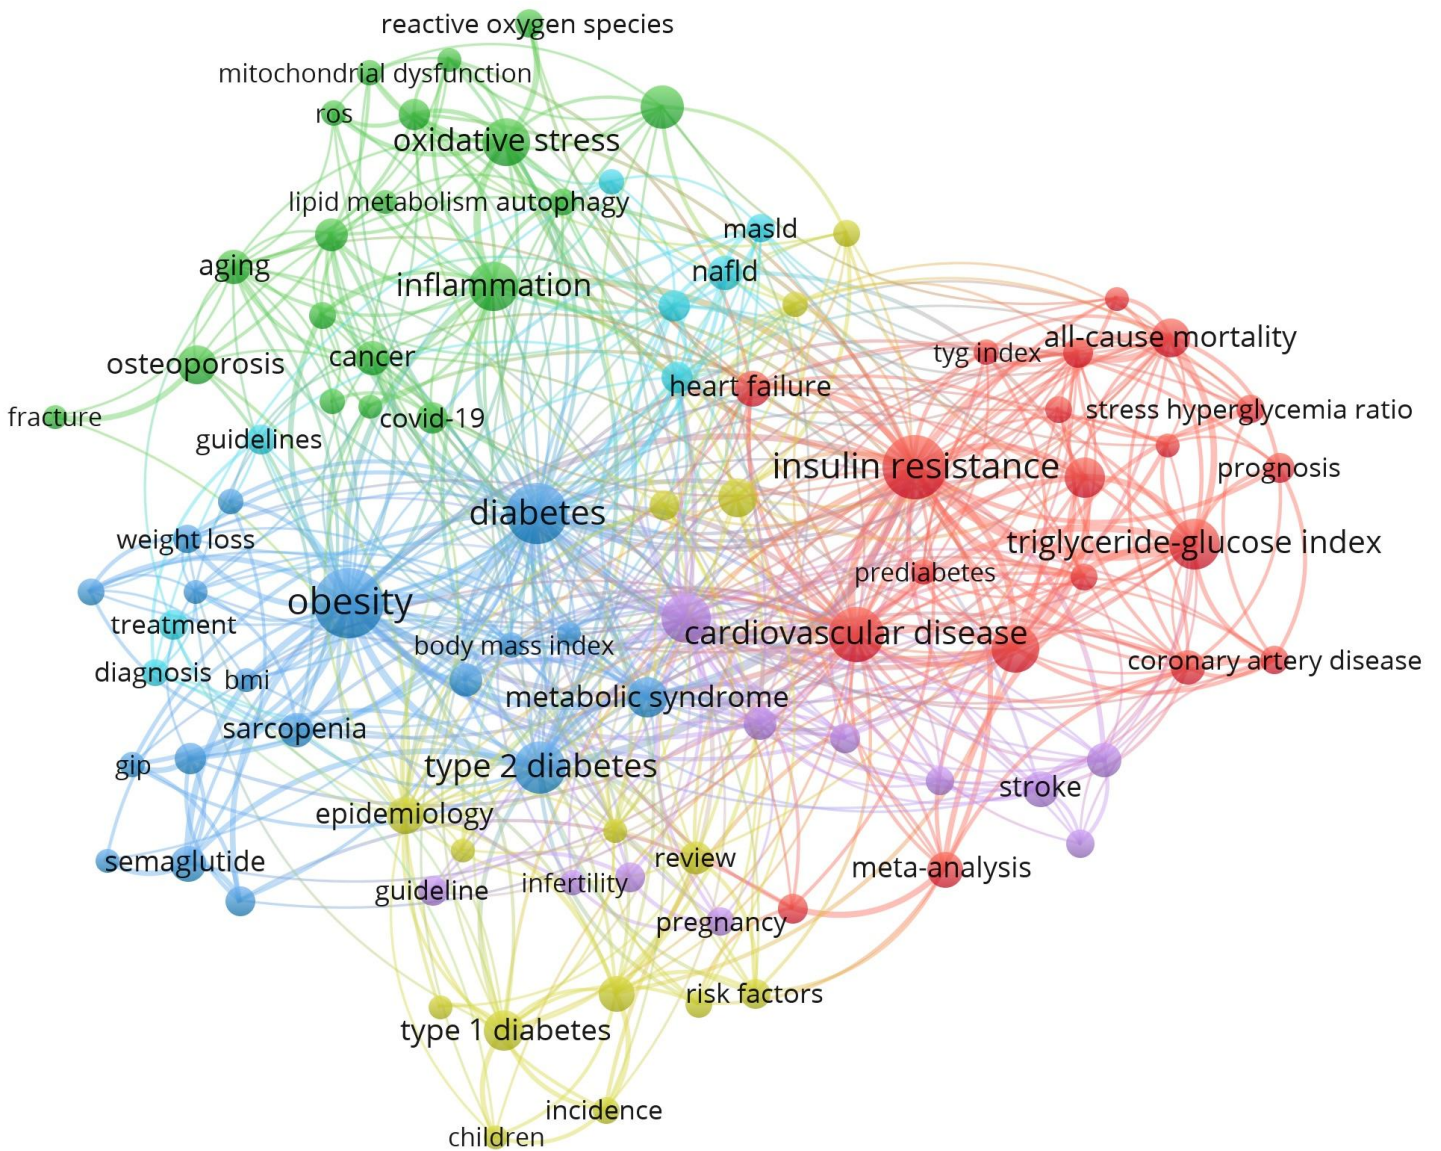 reactive oxygen species
mitochondrial dysfunction
ros
oxidative stress
lipid metabolism
autophagy
masld
aging
nafld
inflammation
all-cause mortality
tyg index
cancer
osteoporosis
heart failure
stress hyperglycemia ratio
fracture
covid-19
guidelines
insulin resistance
prognosis
diabetes
weight loss
triglyceride-glucose index
prediabetes
obesity
treatment
cardiovascular disease
body mass index
coronary artery disease
diagnosis
bmi
metabolic syndrome
sarcopenia
gip
type 2 diabetes
stroke
epidemiology
review
semaglutide
meta-analysis
guideline
infertility
pregnancy
risk factors
type 1 diabetes
incidence
children